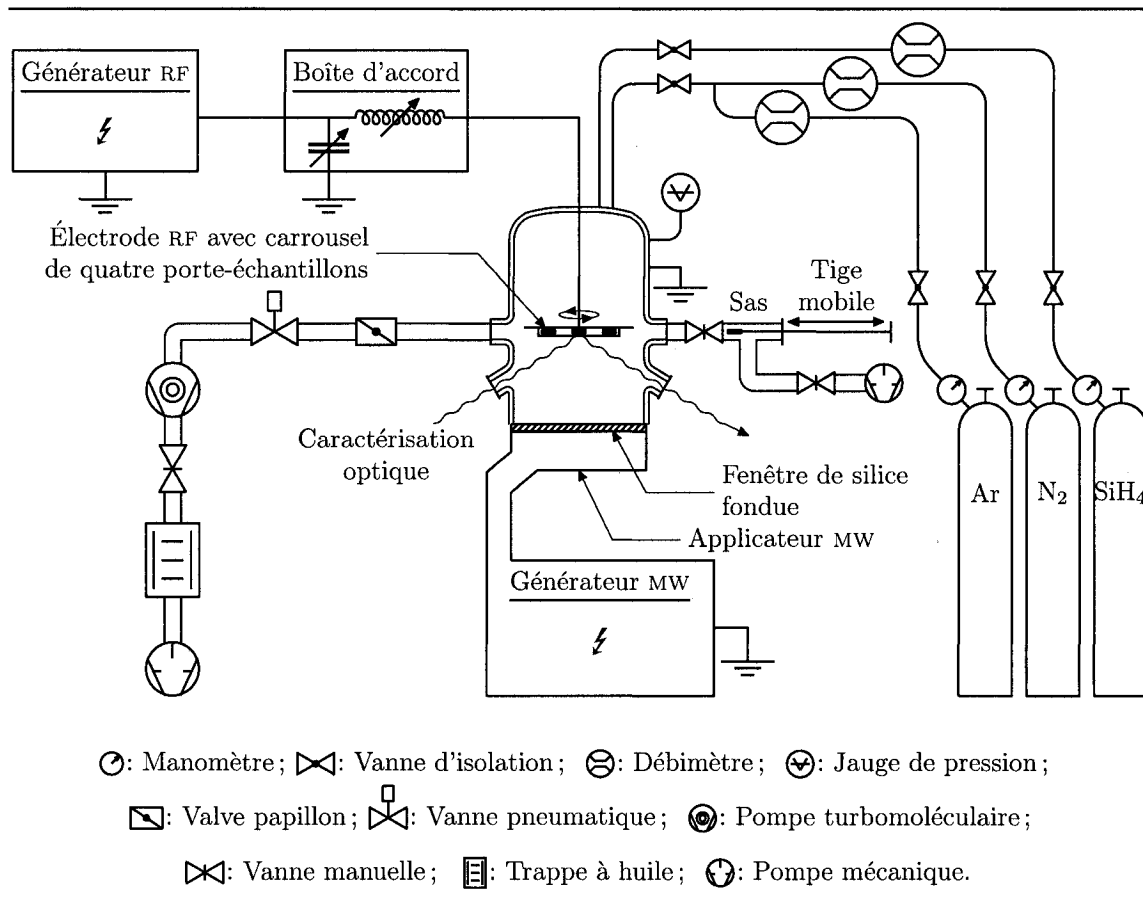 Générateur RF
Boîte d'accord
Électrode RF avec carrousel
de quatre porte-échantillons
Sas
Tige
mobile
Caractérisation
optique
Fenêtre de silice
fondue
Applicateur MW
Générateur MW
Ar
N2
SiH4
: Manomètre ; : Vanne d'isolation ; : Débimètre ; : Jauge de pression ;
: Valve papillon ; : Vanne pneumatique ; : Pompe turbomoléculaire ;
: Vanne manuelle ; : Trappe à huile ; : Pompe mécanique.